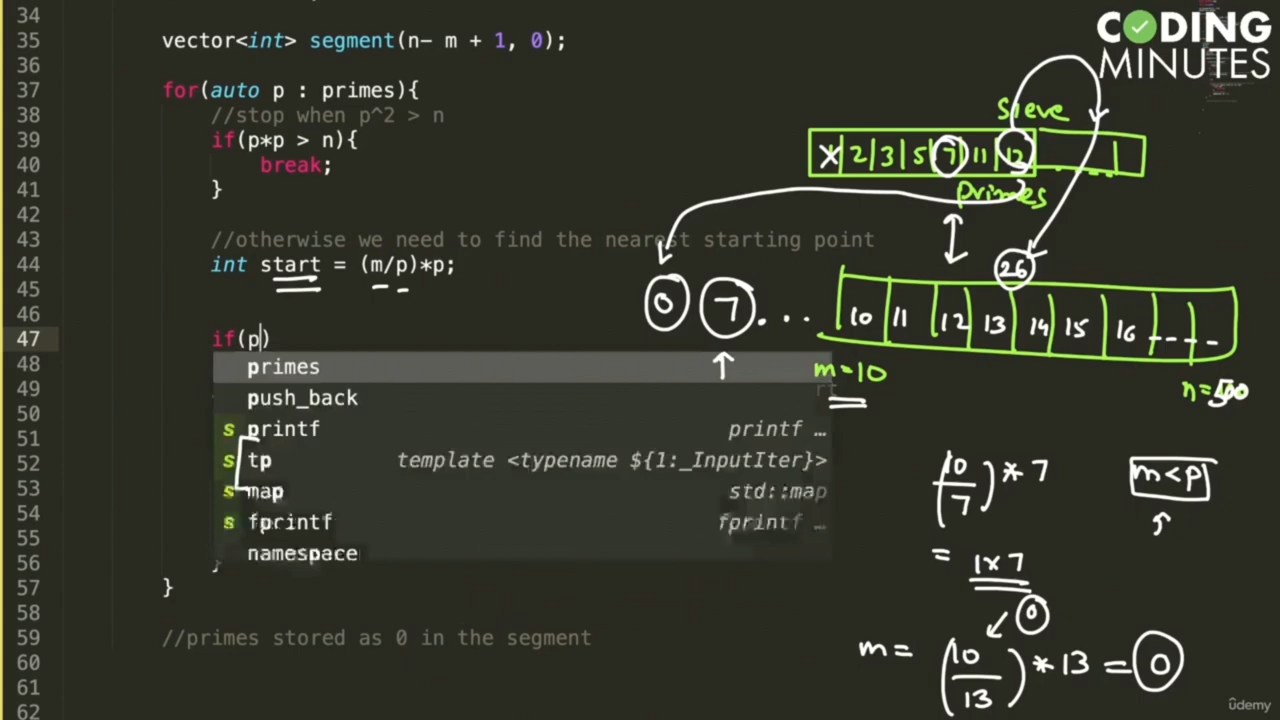 CODING
MINUTES
34
35 vector<int> segment(n- m + 1, 0);
36
37 for(auto p : primes){
38 //stop when p^2 > n
39 if(p*p > n){
40 break;
41 }
42
43 //otherwise we need to find the nearest starting point
44 int start = (m/p)*p;
45
46
47 if(p)
48 primes
49 push_back
50 s printf printf …
51 s tp template <typename ${1:_InputIter}>
52 s map std::map
53 s fprintf fprintf …
54 namespace
55
56 }
57 }
58
59 //primes stored as 0 in the segment
60
61
62
Sieve
X 2 3 5 7 11 13
Primes
26
0 7 . . . 10 11 12 13 14 15 16 - - - -
m=10
(10/7) * 7
m<p
= 1x7
0
m = (10/13) * 13 = 0
ûdemy